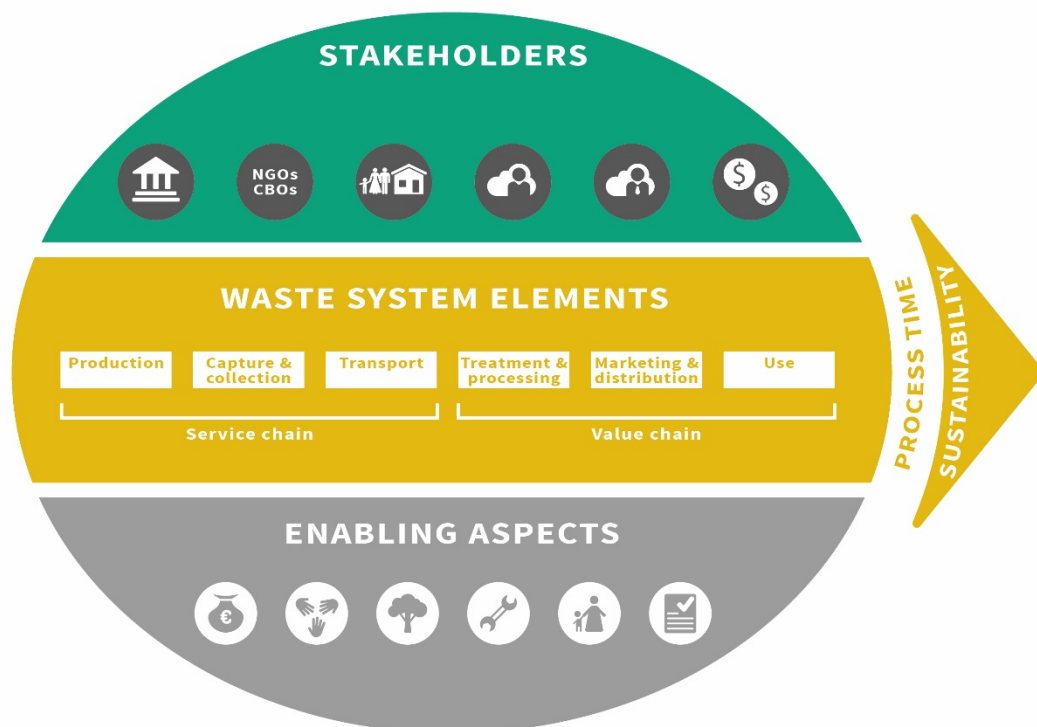 STAKEHOLDERS
NGOs
CBOs
$
$
WASTE SYSTEM ELEMENTS
Production
Capture &
collection
Transport
Treatment &
processing
Marketing &
distribution
Use
Service chain
Value chain
PROCESS TIME
SUSTAINABILITY
ENABLING ASPECTS
€